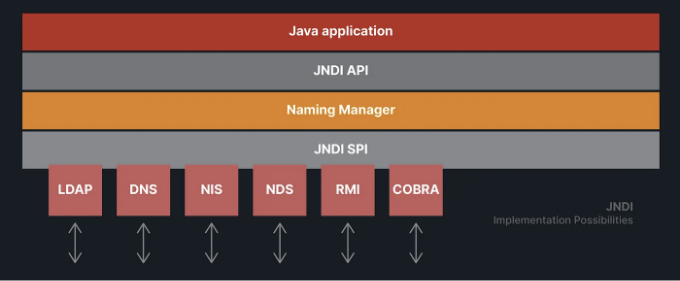 Java application
JNDI API
Naming Manager
JNDI SPI
LDAP DNS NIS NDS RMI COBRA
JNDI
Implementation Possibilities